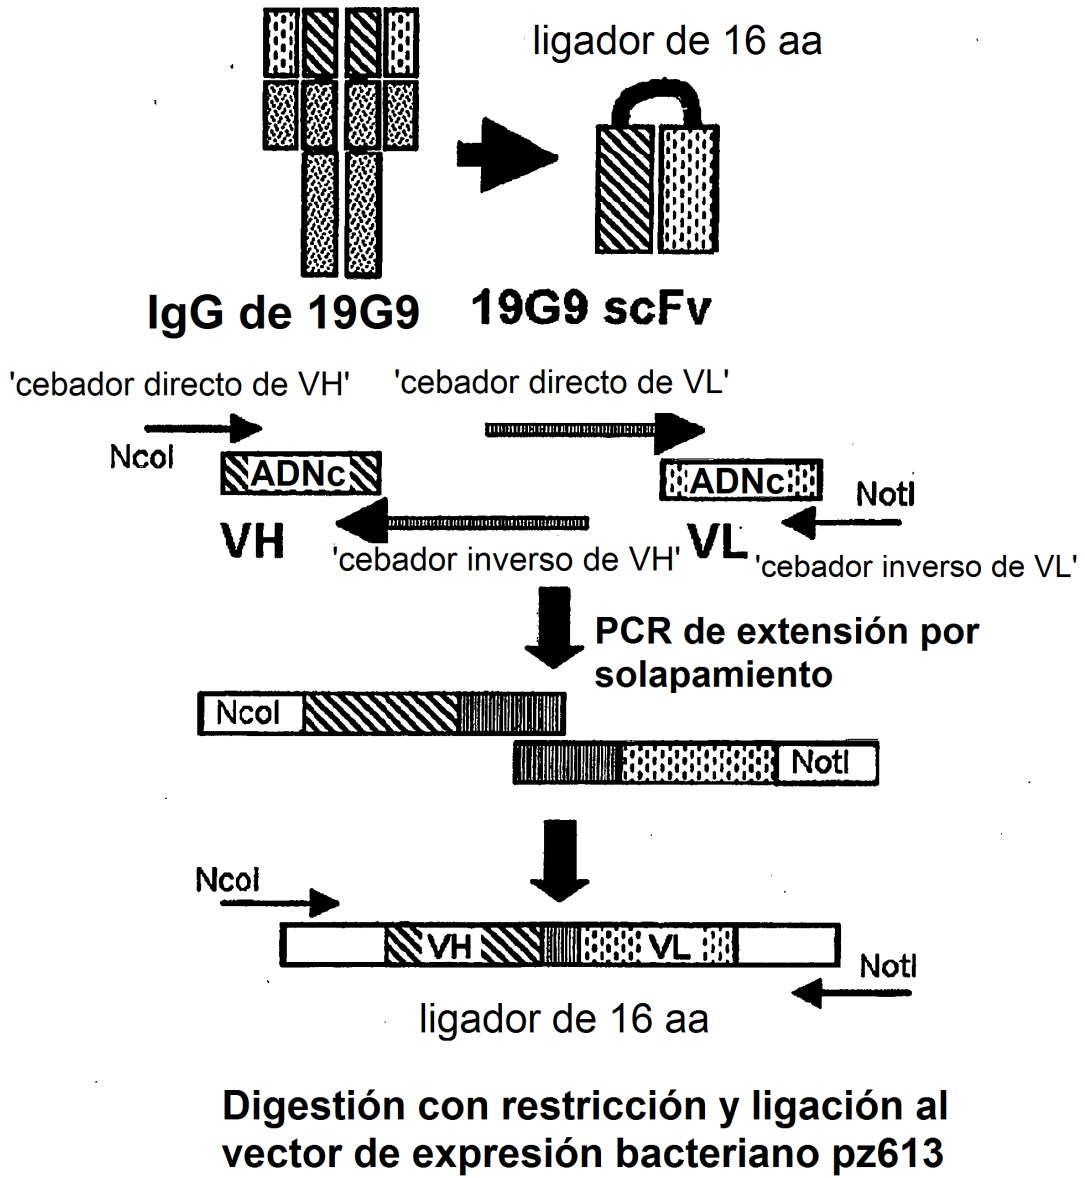 ligador de 16 aa
IgG de 19G9
19G9 scFv
'cebador directo de VH'
'cebador directo de VL'
NcoI
ADNc
ADNc
NotI
VH
VL
'cebador inverso de VH'
'cebador inverso de VL'
PCR de extensión por
solapamiento
NcoI
NotI
NcoI
VH
VL
NotI
ligador de 16 aa
Digestión con restricción y ligación al
vector de expresión bacteriano pz613